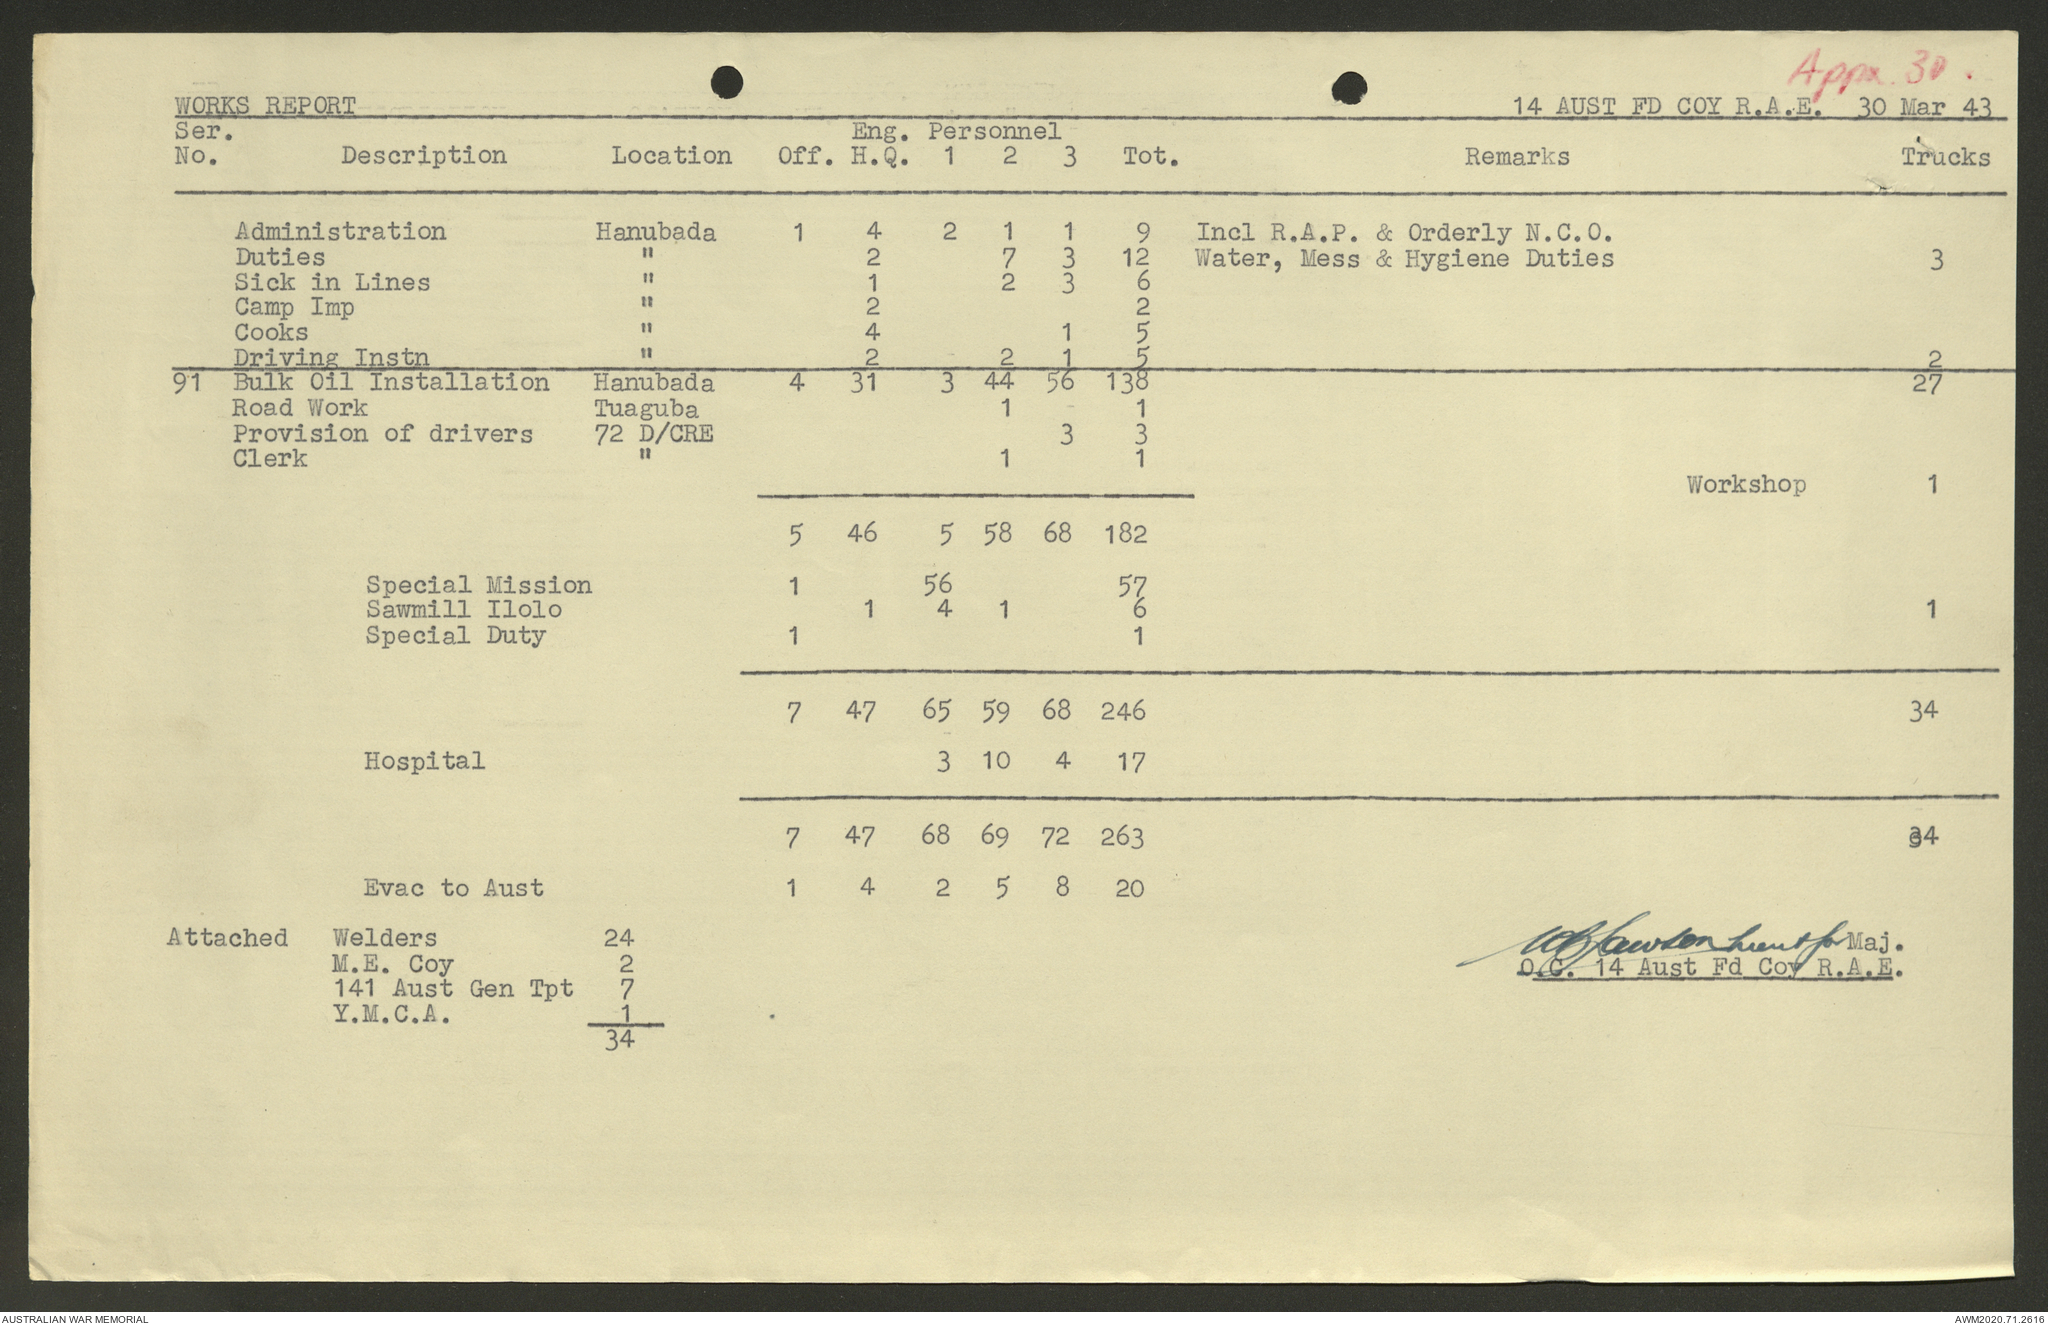 Appx. 30.
WORKS REPORT 14 AUST FD COY R.A.E. 30 Mar 43
Ser. Eng. Personnel
No. Description Location Off. H.Q. 1 2 3 Tot. Remarks Trucks
Administration Hanubada 1 4 2 1 1 9 Incl R.A.P. & Orderly N.C.O.
Duties " 2 7 3 12 Water, Mess & Hygiene Duties 3
Sick in Lines " 1 2 3 6
Camp Imp " 2 2
Cooks " 4 1 5
Driving Instn " 2 2 1 5 2
91 Bulk Oil Installation Hanubada 4 31 3 44 56 138 27
Road Work Tuaguba 1 1
Provision of drivers 72 D/CRE 3 3
Clerk " 1 1
Workshop 1
5 46 5 58 68 182
Special Mission 1 56 57
Sawmill Ilolo 1 4 1 6 1
Special Duty 1 1
7 47 65 59 68 246 34
Hospital 3 10 4 17
7 47 68 69 72 263 34
Evac to Aust 1 4 2 5 8 20
Attached Welders 24
Lawson Lieut for Maj.
M.E. Coy 2
O.C. 14 Aust Fd Coy R.A.E.
141 Aust Gen Tpt 7
Y.M.C.A. 1
34
AUSTRALIAN WAR MEMORIAL AWM2020.71.2616